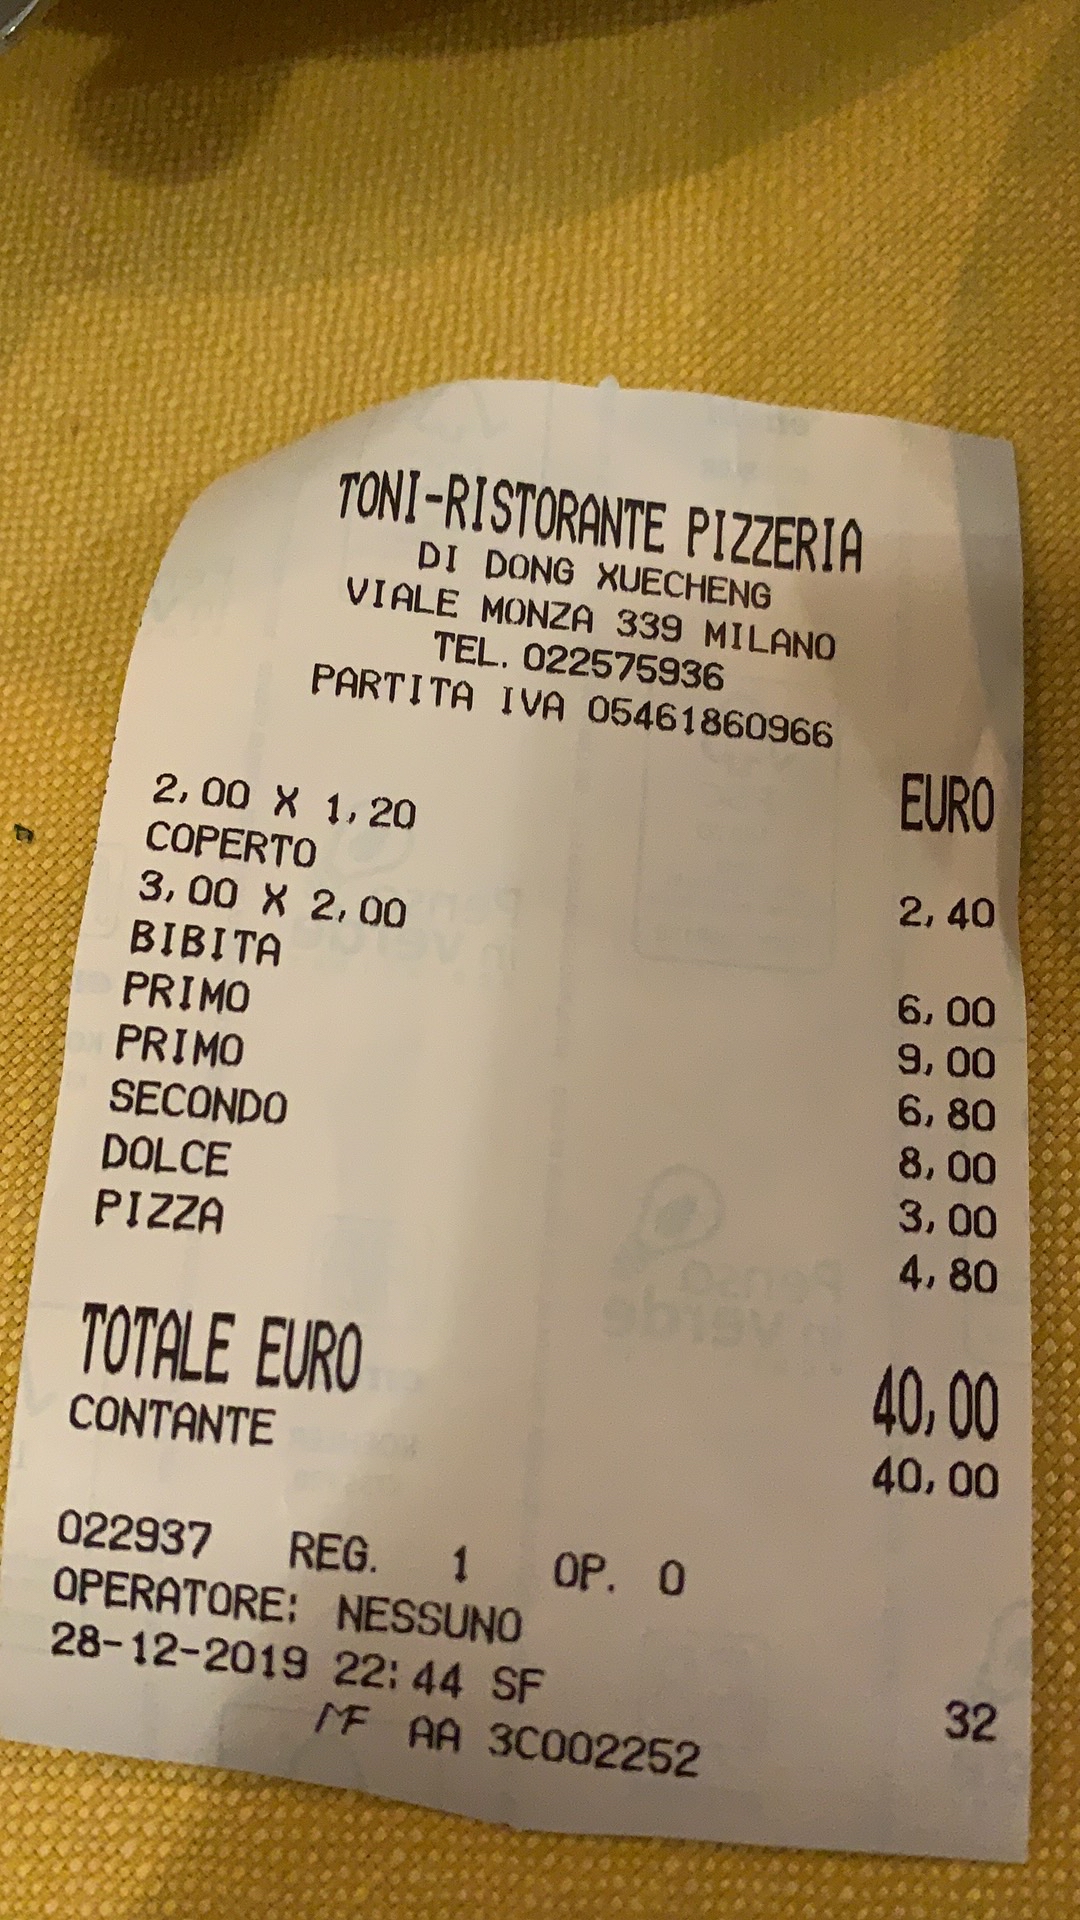 TONI-RISTORANTE PIZZERIA
DI DONG XUECHENG
VIALE MONZA 339 MILANO
TEL. 022575936
PARTITA IVA 05461860966
EURO
2,00 X 1,20
COPERTO 2,40
3,00 X 2,00
BIBITA 6,00
PRIMO 9,00
PRIMO 6,80
SECONDO 8,00
DOLCE 3,00
PIZZA 4,80
TOTALE EURO 40,00
CONTANTE 40,00
022937 REG. 1 OP. 0
OPERATORE: NESSUNO
28-12-2019 22:44 SF 32
MF AA 3C002252